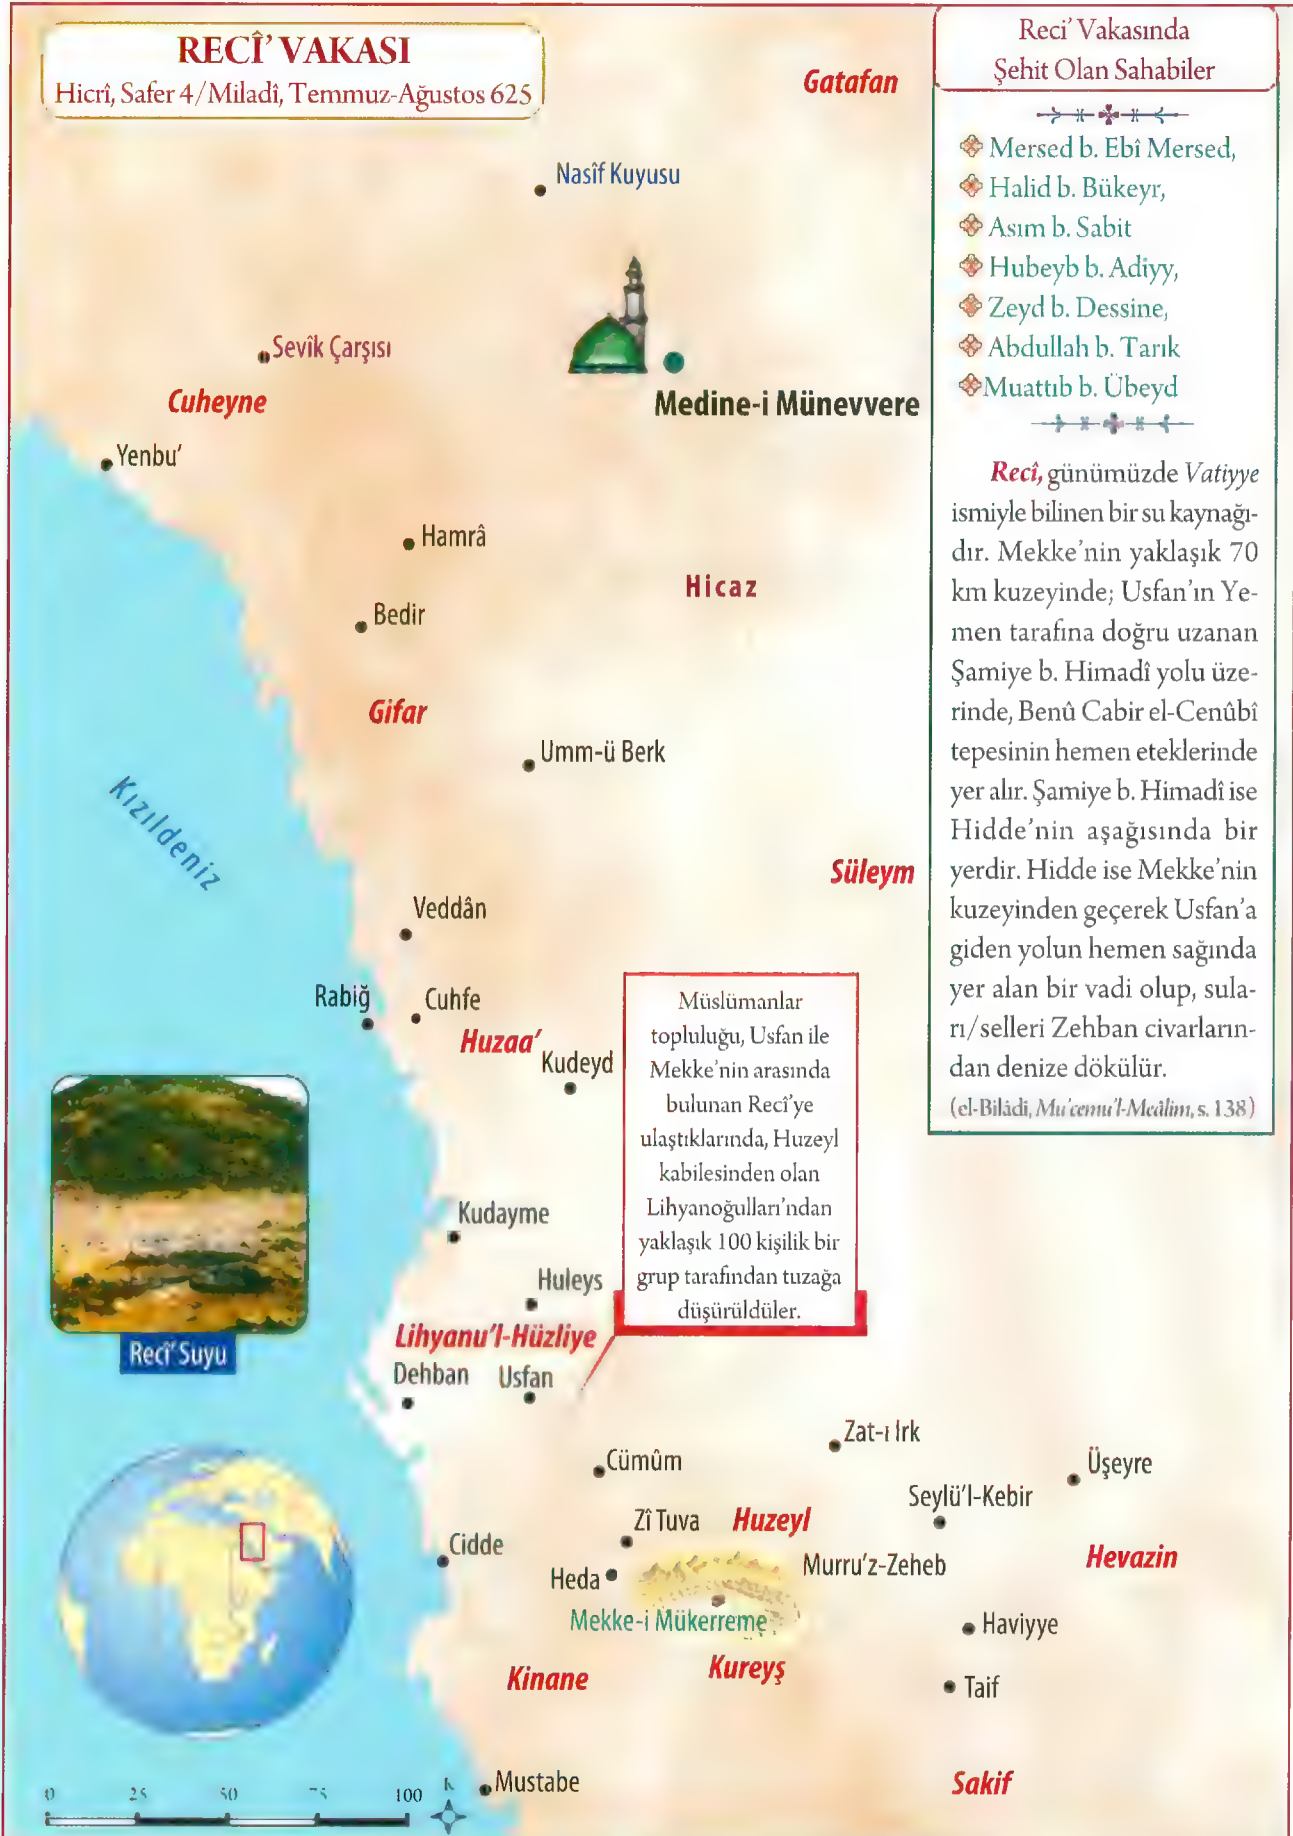 RECÎ' VAKASI
Hicrî, Safer 4/Miladî, Temmuz-Ağustos 625
Reci' Vakasında
Şehit Olan Sahabiler
Mersed b. Ebî Mersed,
Halid b. Bükeyr,
Asım b. Sabit
Hubeyb b. Adiyy,
Zeyd b. Dessine,
Abdullah b. Tarık
Muattıb b. Übeyd
Recî, günümüzde Vatiyye
ismiyle bilinen bir su kaynağı-
dır. Mekke'nin yaklaşık 70
km kuzeyinde; Usfan'ın Ye-
men tarafına doğru uzanan
Şamiye b. Himadî yolu üze-
rinde, Benû Cabir el-Cenûbî
tepesinin hemen eteklerinde
yer alır. Şamiye b. Himadî ise
Hidde'nin aşağısında bir
yerdir. Hidde ise Mekke'nin
kuzeyinden geçerek Usfan'a
giden yolun hemen sağında
yer alan bir vadi olup, sula-
rı/selleri Zehban civarların-
dan denize dökülür.
(el-Bilâdi, Mu'cemu'l-Meâlim, s. 138)
Gatafan
Nasîf Kuyusu
Sevîk Çarşısı
Cuheyne
Medine-i Münevvere
Yenbu'
Hamrâ
Hicaz
Bedir
Gifar
Umm-ü Berk
Kızıldeniz
Süleym
Veddân
Rabiğ
Cuhfe
Huzaa'
Kudeyd
Müslümanlar
topluluğu, Usfan ile
Mekke'nin arasında
bulunan Recî'ye
ulaştıklarında, Huzeyl
kabilesinden olan
Lihyanoğulları'ndan
yaklaşık 100 kişilik bir
grup tarafından tuzağa
düşürüldüler.
Kudayme
Huleys
Lihyanu'l-Hüzliye
Recî' Suyu
Dehban
Usfan
Zat-ı Irk
Cümûm
Üşeyre
Seylü'l-Kebir
Zî Tuva
Huzeyl
Cidde
Hevazin
Heda
Murru'z-Zeheb
Mekke-i Mükerreme
Haviyye
Kinane
Kureyş
Taif
Mustabe
Sakif
0 25 50 75 100
K